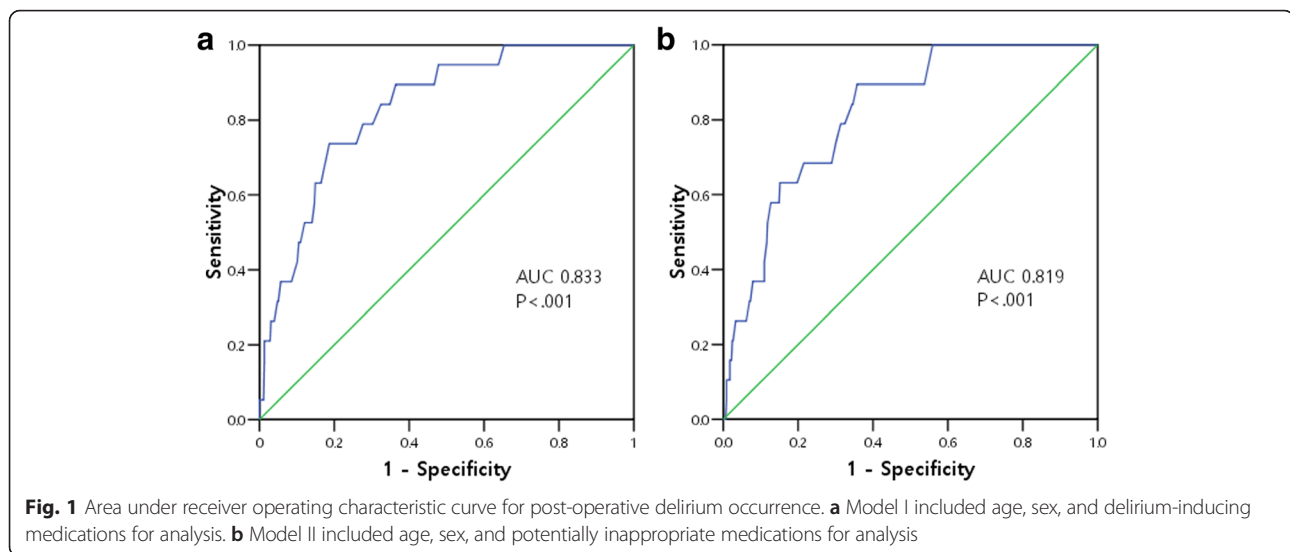 a
1.0
0.8
0.6
0.4
0.2
0.0
Sensitivity
0
0.2
0.4
0.6
0.8
1
1 - Specificity
AUC 0.833
P<.001
b
1.0
0.8
0.6
0.4
0.2
0.0
Sensitivity
0.0
0.2
0.4
0.6
0.8
1.0
1 - Specificity
AUC 0.819
P<.001
Fig. 1 Area under receiver operating characteristic curve for post-operative delirium occurrence. a Model I included age, sex, and delirium-inducing
medications for analysis. b Model II included age, sex, and potentially inappropriate medications for analysis